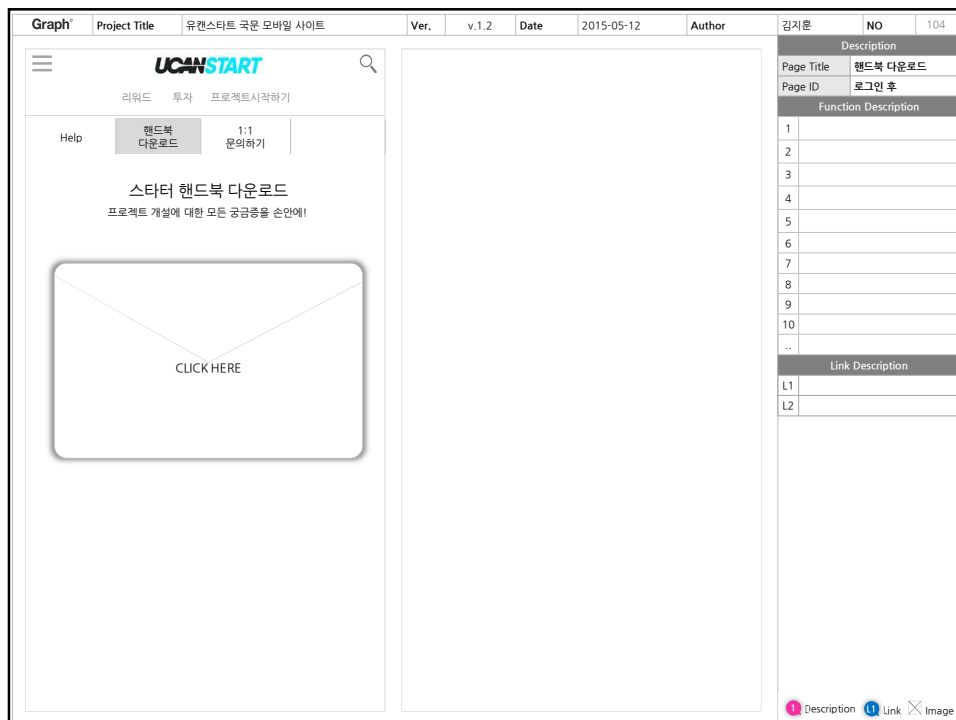 Graph° Project Title 유캔스타트 국문 모바일 사이트 Ver. v.1.2 Date 2015-05-12 Author 김지훈 NO 104
UCANSTART
리워드 투자 프로젝트시작하기
Help 핸드북 다운로드 1:1 문의하기
스타터 핸드북 다운로드
프로젝트 개설에 대한 모든 궁금증을 손안에!
CLICK HERE
Description
Page Title 핸드북 다운로드
Page ID 로그인 후
Function Description
1
2
3
4
5
6
7
8
9
10
..
Link Description
L1
L2
1 Description L1 Link Image